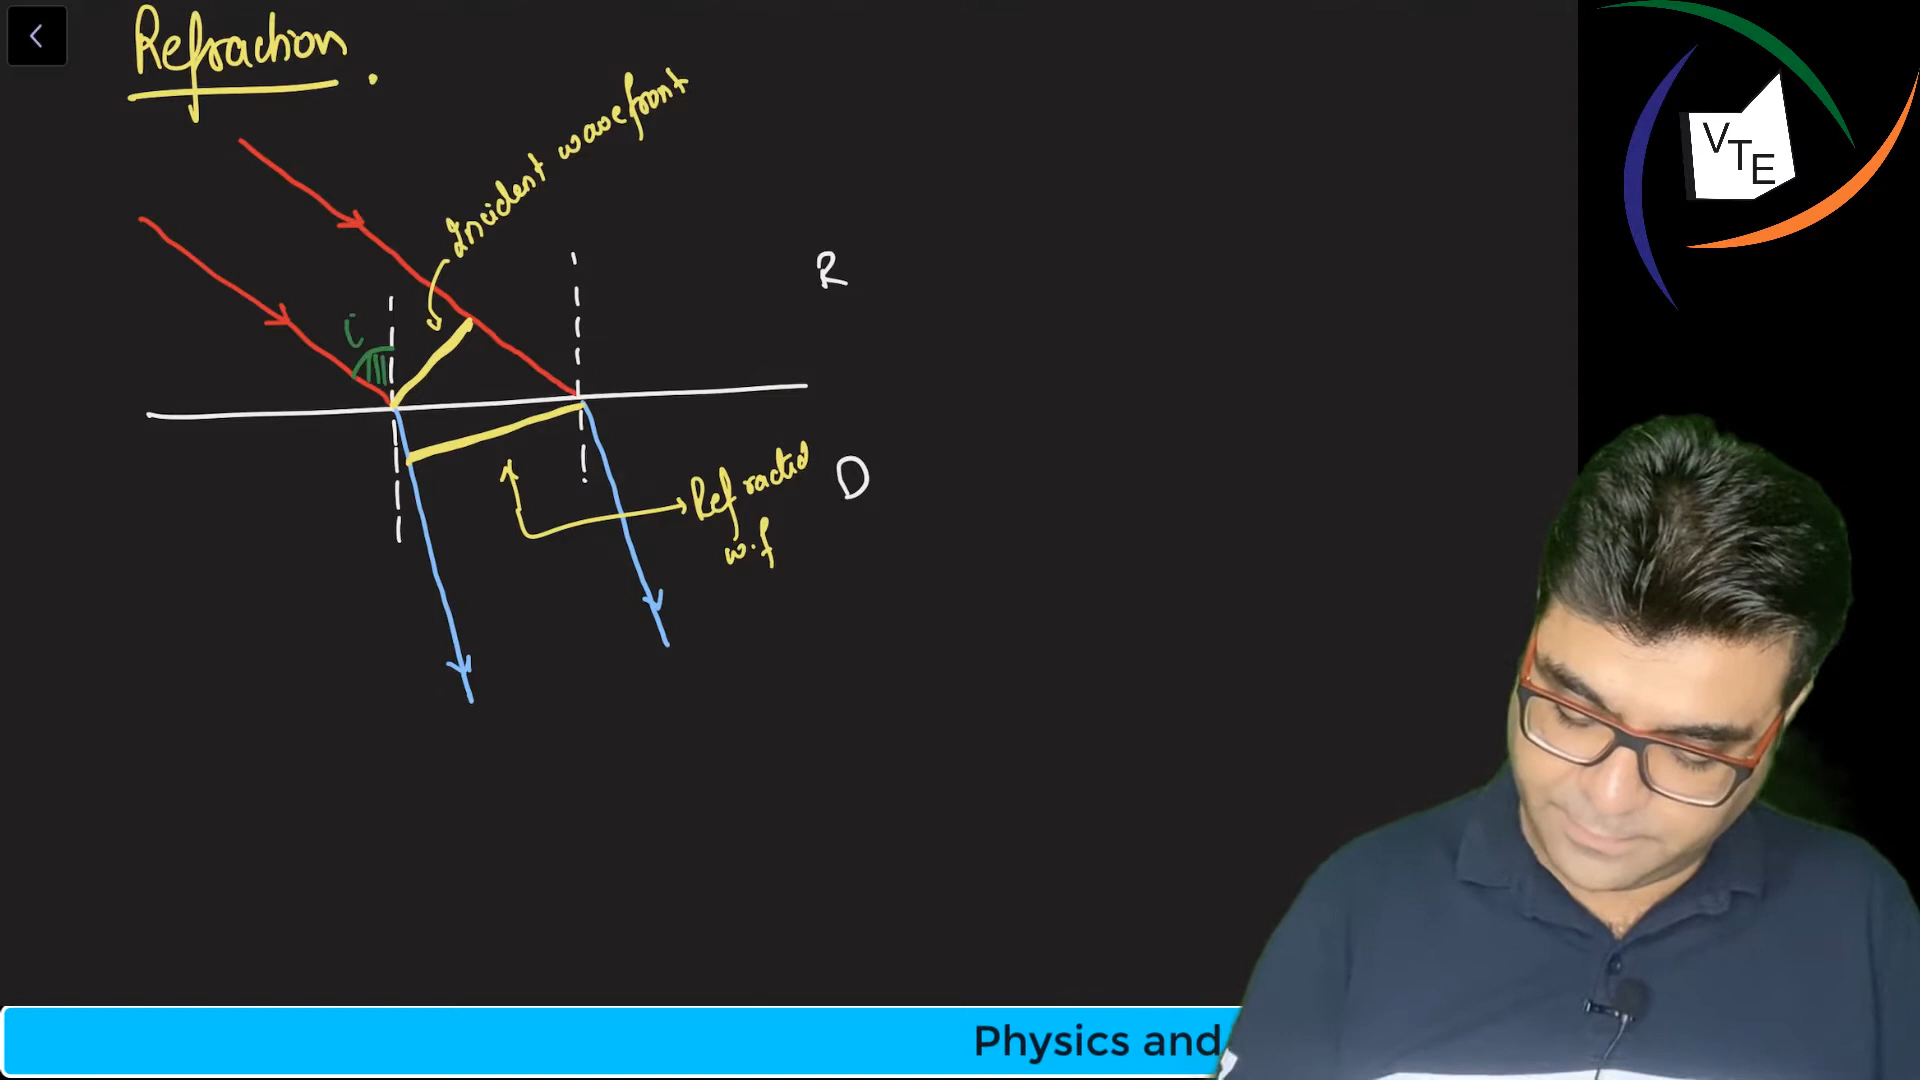 Refraction.
Incident wavefront
i
R
D
Refracted
w.f
VTE
Physics and